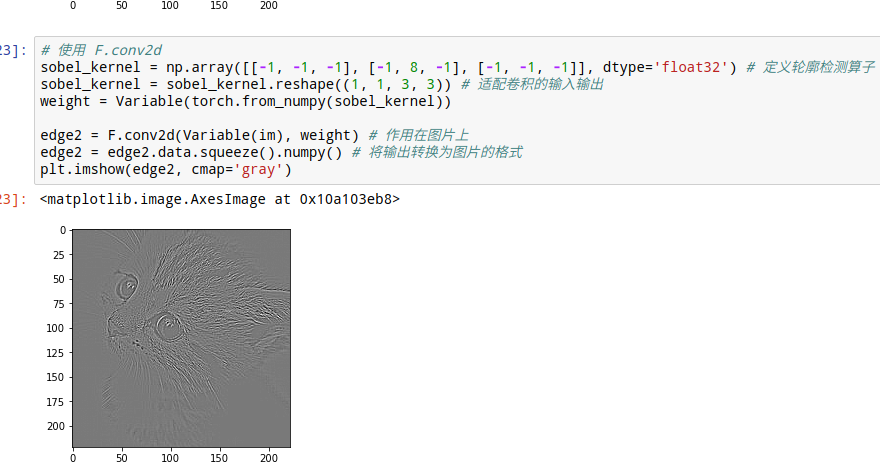 0 50 100 150 200
23]: # 使用 F.conv2d
sobel_kernel = np.array([[-1, -1, -1], [-1, 8, -1], [-1, -1, -1]], dtype='float32') # 定义轮廓检测算子
sobel_kernel = sobel_kernel.reshape((1, 1, 3, 3)) # 适配卷积的输入输出
weight = Variable(torch.from_numpy(sobel_kernel))
edge2 = F.conv2d(Variable(im), weight) # 作用在图片上
edge2 = edge2.data.squeeze().numpy() # 将输出转换为图片的格式
plt.imshow(edge2, cmap='gray')
23]: <matplotlib.image.AxesImage at 0x10a103eb8>
0
25
50
75
100
125
150
175
200
0 50 100 150 200